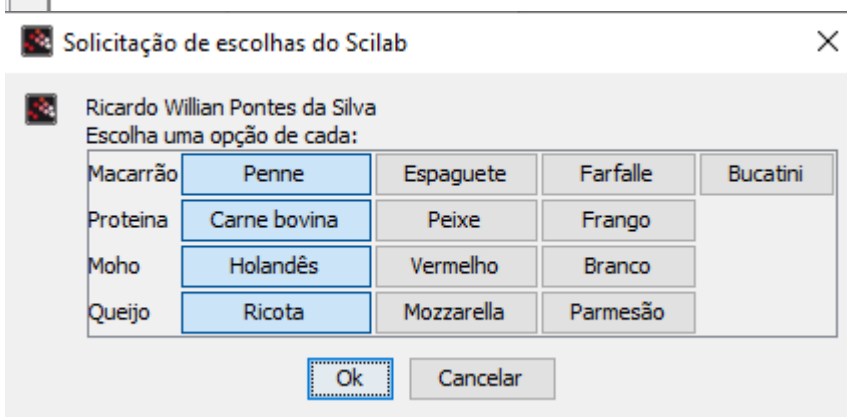 Solicitação de escolhas do Scilab
Ricardo Willian Pontes da Silva
Escolha uma opção de cada:
Macarrão Penne Espaguete Farfalle Bucatini
Proteina Carne bovina Peixe Frango
Moho Holandês Vermelho Branco
Queijo Ricota Mozzarella Parmesão
Ok Cancelar